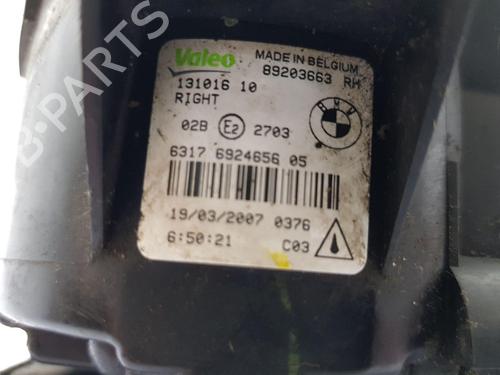 Valeo
MADE IN BELGIUM
89203663 RH
131016 10
RIGHT
02B E2 2703
BMW
6317 6924656 05
19/03/2007 0376
6:50:21 C03
B-PARTS